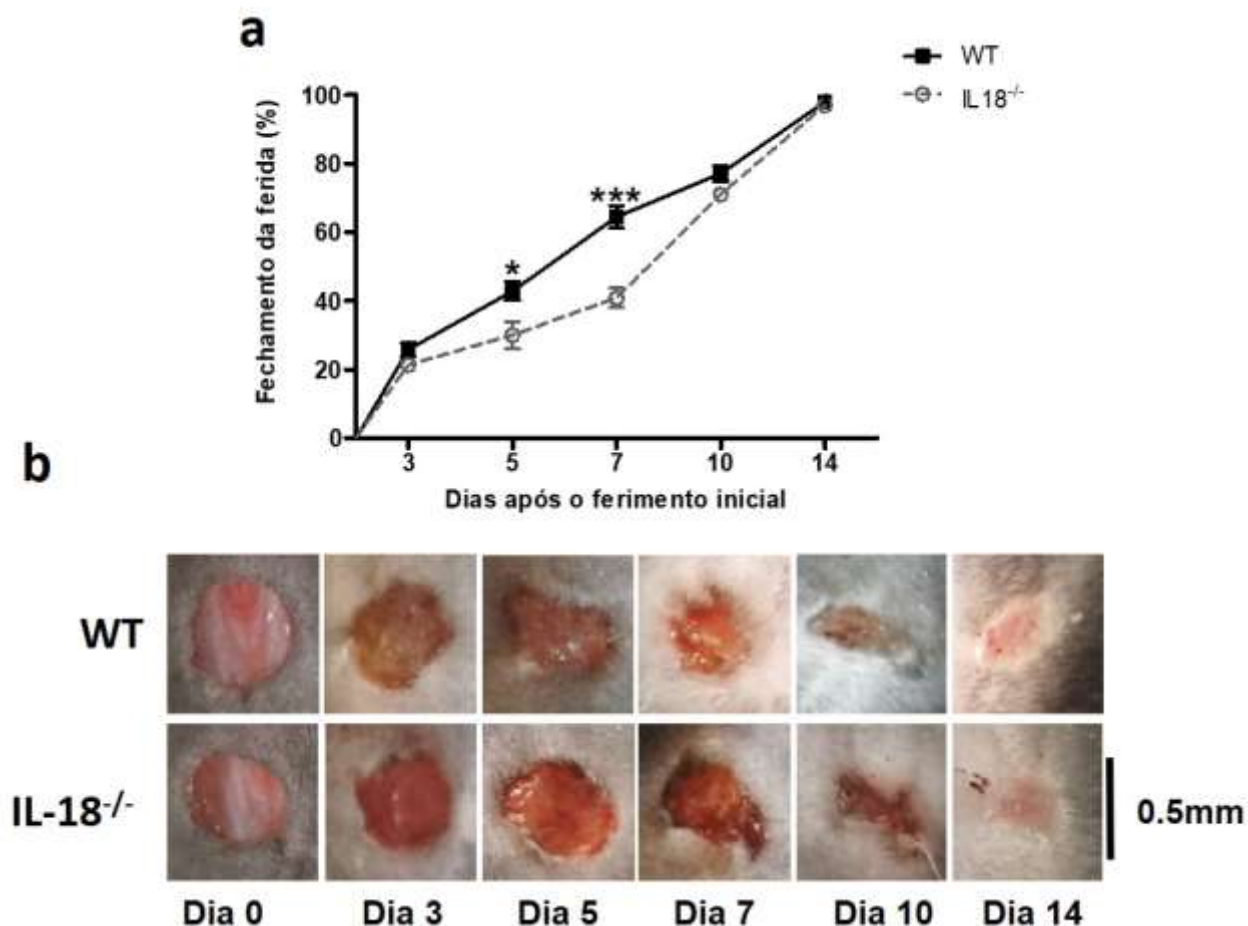 a
WT
IL18-/-
Fechamento da ferida (%)
100
80
60
40
20
0
***
*
3 5 7 10 14
Dias após o ferimento inicial
b
WT
IL-18-/-
0.5mm
Dia 0 Dia 3 Dia 5 Dia 7 Dia 10 Dia 14